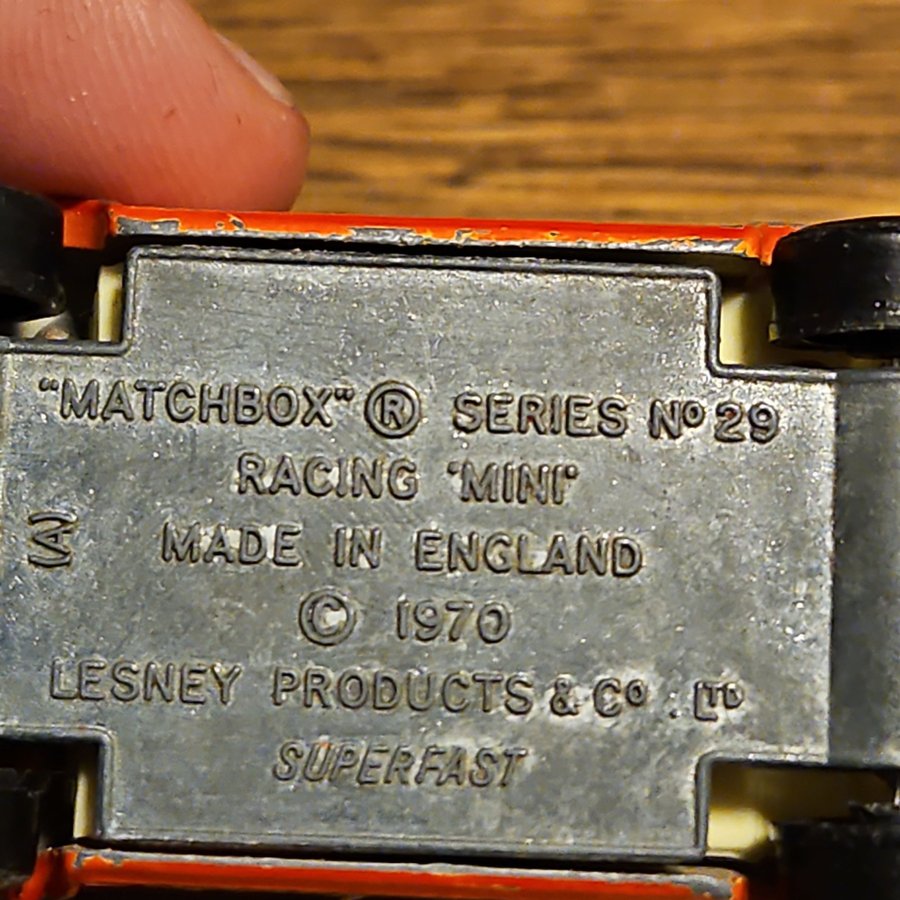 "MATCHBOX" ® SERIES Nº 29
RACING "MINI"
(A)
MADE IN ENGLAND
© 1970
LESNEY PRODUCTS & Cº. LTD
SUPERFAST